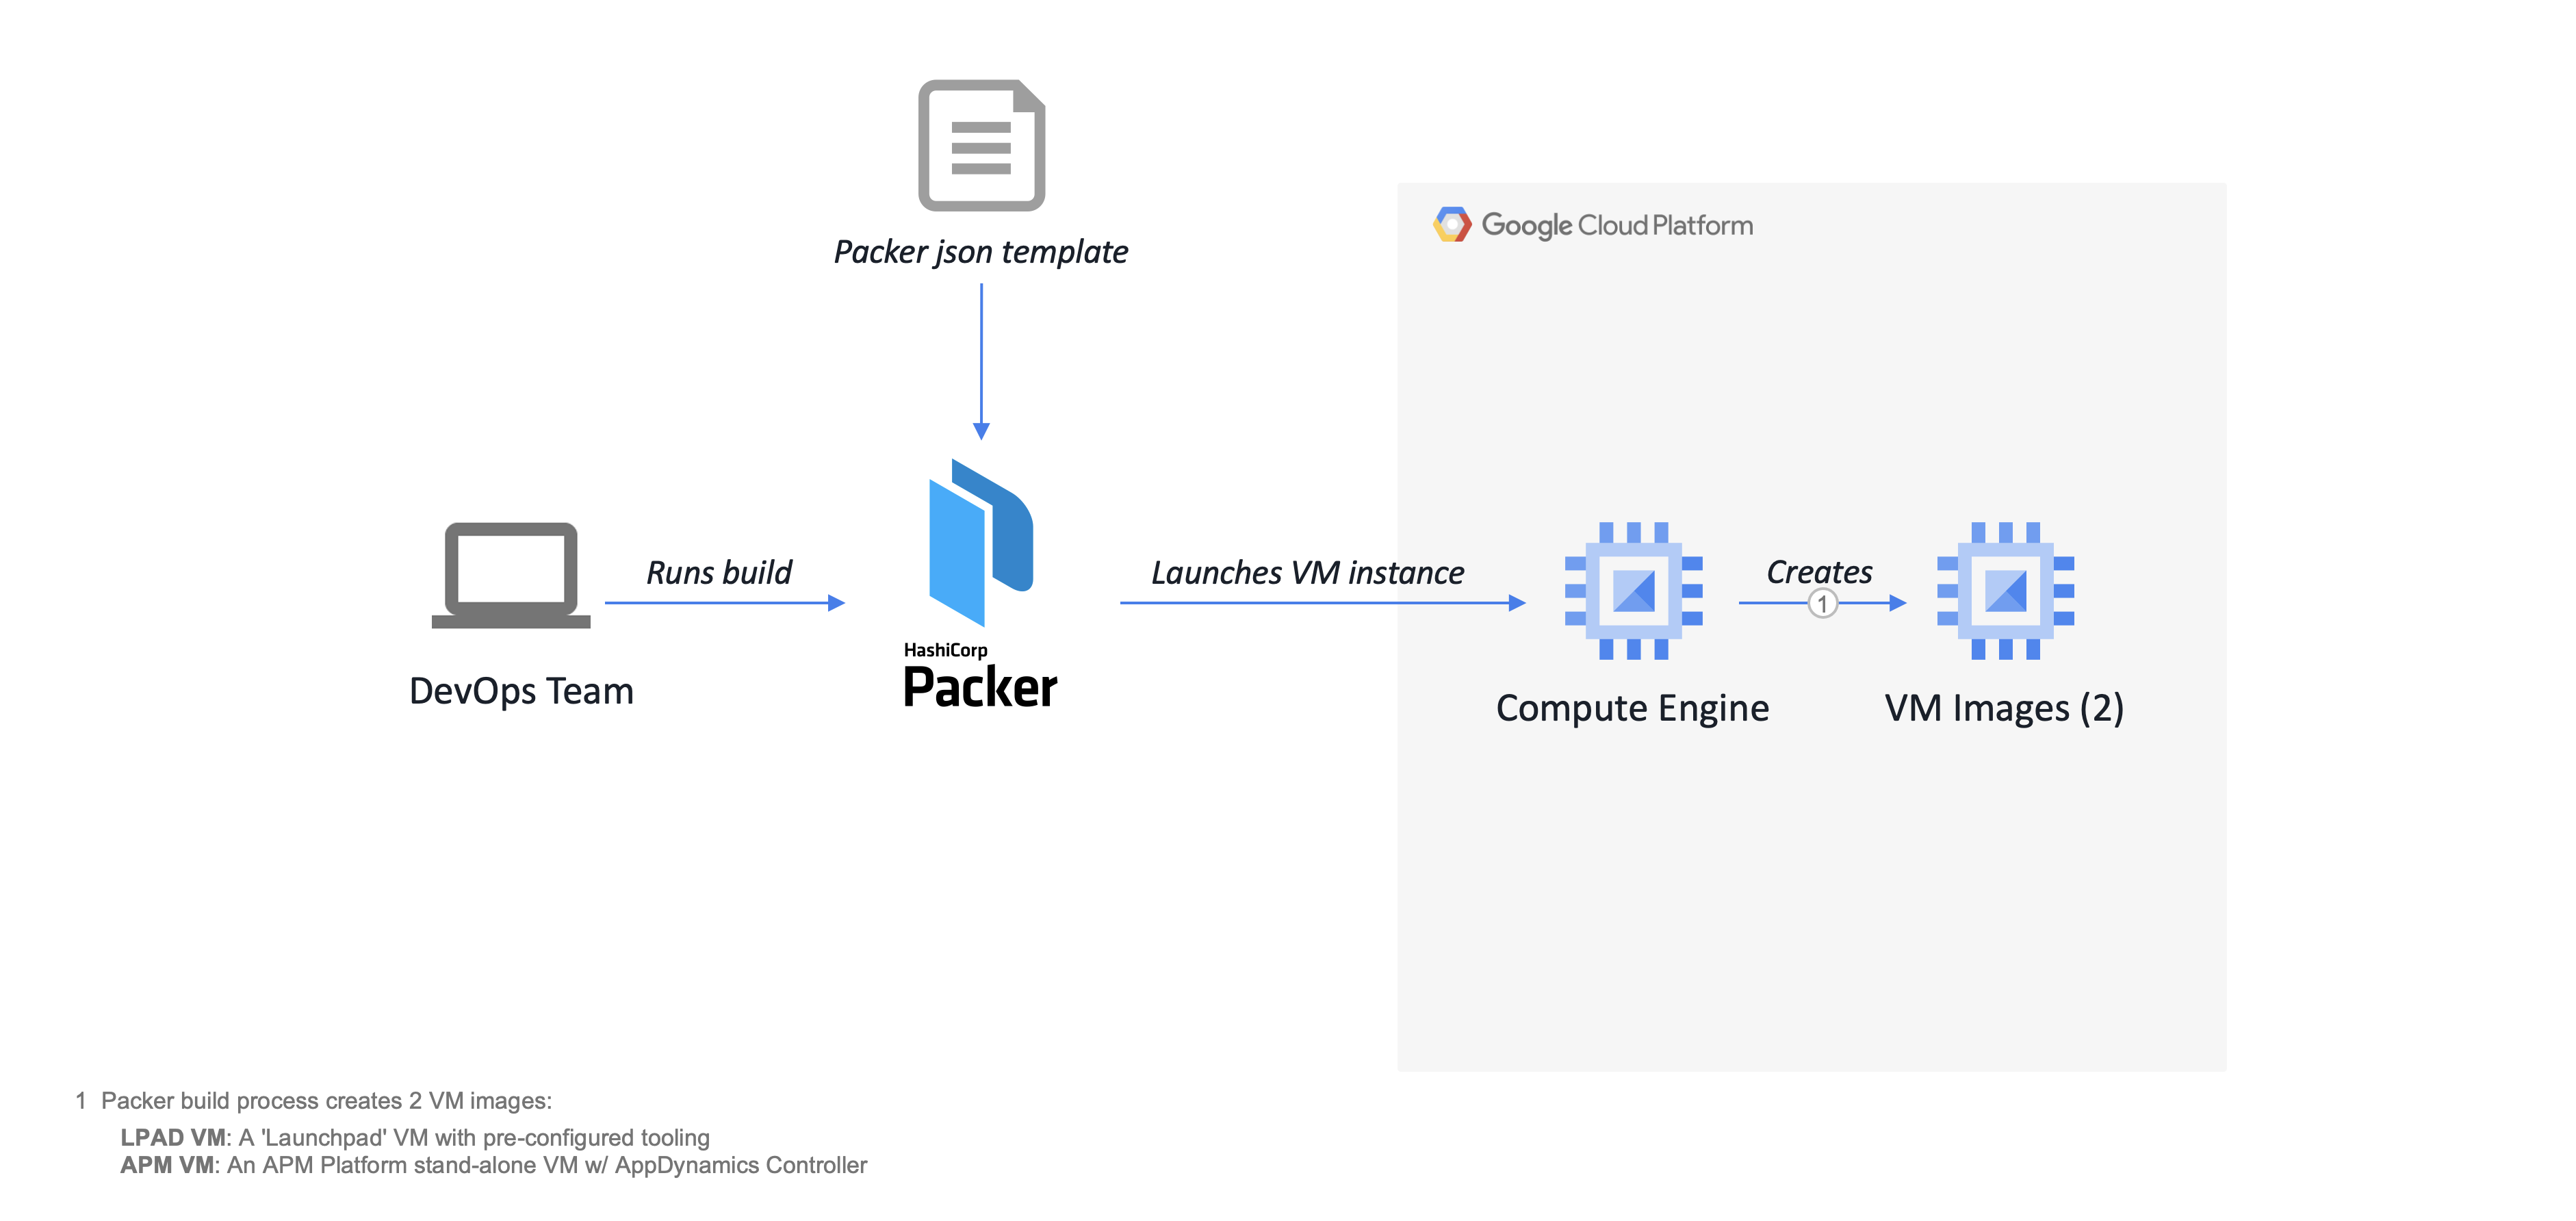 Packer json template
Google Cloud Platform
Runs build
Launches VM instance
Creates
1
HashiCorp
Packer
DevOps Team
Compute Engine
VM Images (2)
1 Packer build process creates 2 VM images:
LPAD VM: A 'Launchpad' VM with pre-configured tooling
APM VM: An APM Platform stand-alone VM w/ AppDynamics Controller